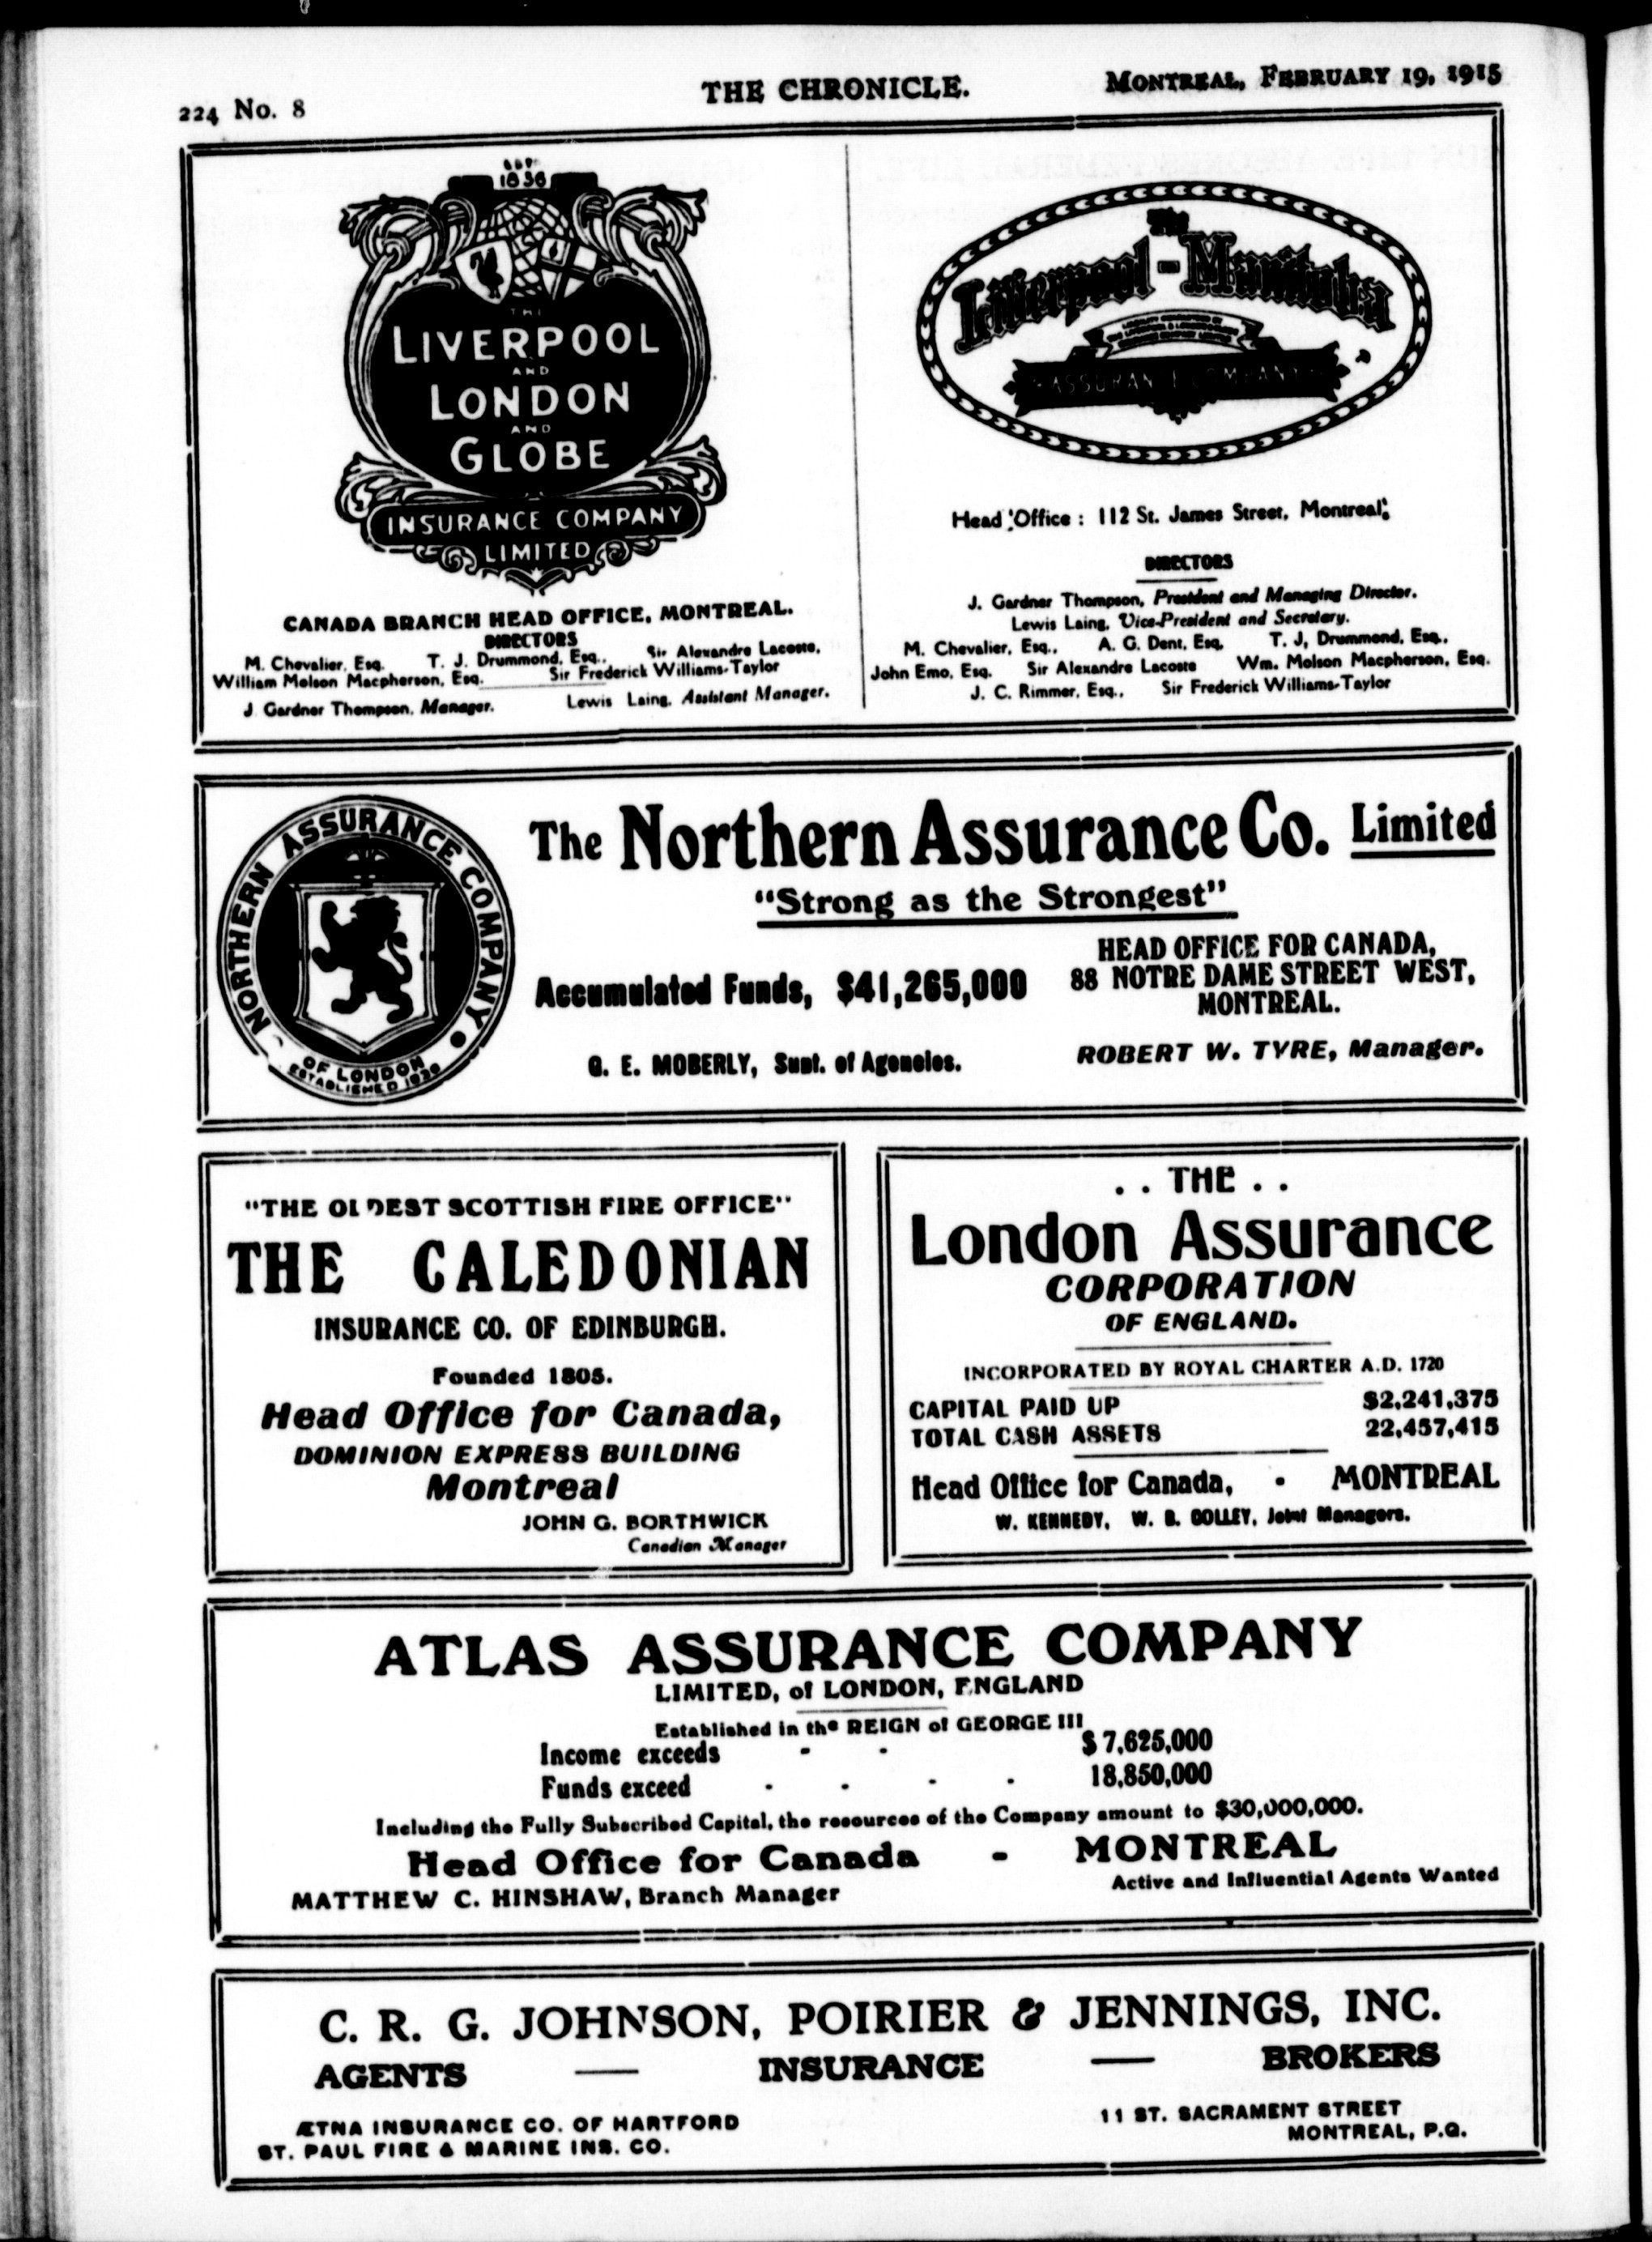 224 No. 8
THE CHRONICLE.
MONTREAL, FEBRUARY 19, 1915
1836
THE
LIVERPOOL
AND
LONDON
AND
GLOBE
INSURANCE COMPANY
LIMITED
CANADA BRANCH HEAD OFFICE, MONTREAL.
DIRECTORS
M. Chevalier, Esq. T. J. Drummond, Esq., Sir Alexandre Lacoste,
William Molson Macpherson, Esq. Sir Frederick Williams-Taylor
J. Gardner Thompson, Manager. Lewis Laing, Assistant Manager.
The
Liverpool-Manitoba
ASSURANCE COMPANY
Head Office: 112 St. James Street, Montreal.
DIRECTORS
J. Gardner Thompson, President and Managing Director.
Lewis Laing, Vice-President and Secretary.
M. Chevalier, Esq., A. G. Dent, Esq, T. J, Drummond, Esq.,
John Emo, Esq. Sir Alexandre Lacoste Wm. Molson Macpherson, Esq.
J. C. Rimmer, Esq., Sir Frederick Williams-Taylor
NORTHERN ASSURANCE COMPANY
OF LONDON
ESTABLISHED 1836
The Northern Assurance Co. Limited
"Strong as the Strongest"
Accumulated Funds, $41,265,000
HEAD OFFICE FOR CANADA,
88 NOTRE DAME STREET WEST,
MONTREAL.
G. E. MOBERLY, Supt. of Agencies.
ROBERT W. TYRE, Manager.
"THE OLDEST SCOTTISH FIRE OFFICE"
THE CALEDONIAN
INSURANCE CO. OF EDINBURGH.
Founded 1805.
Head Office for Canada,
DOMINION EXPRESS BUILDING
Montreal
JOHN G. BORTHWICK
Canadian Manager
. . THE . .
London Assurance
CORPORATION
OF ENGLAND.
INCORPORATED BY ROYAL CHARTER A.D. 1720
CAPITAL PAID UP $2,241,375
TOTAL CASH ASSETS 22,457,415
Head Office for Canada, - MONTREAL
W. KENNEDY, W. B. COLLEY, Joint Managers.
ATLAS ASSURANCE COMPANY
LIMITED, of LONDON, ENGLAND
Established in the REIGN of GEORGE III
Income exceeds - - $ 7,625,000
Funds exceed - - - - 18,850,000
Including the Fully Subscribed Capital, the resources of the Company amount to $30,000,000.
Head Office for Canada - MONTREAL
MATTHEW C. HINSHAW, Branch Manager
Active and Influential Agents Wanted
C. R. G. JOHNSON, POIRIER & JENNINGS, INC.
AGENTS — INSURANCE — BROKERS
ÆTNA INSURANCE CO. OF HARTFORD
ST. PAUL FIRE & MARINE INS. CO.
11 ST. SACRAMENT STREET
MONTREAL, P.Q.